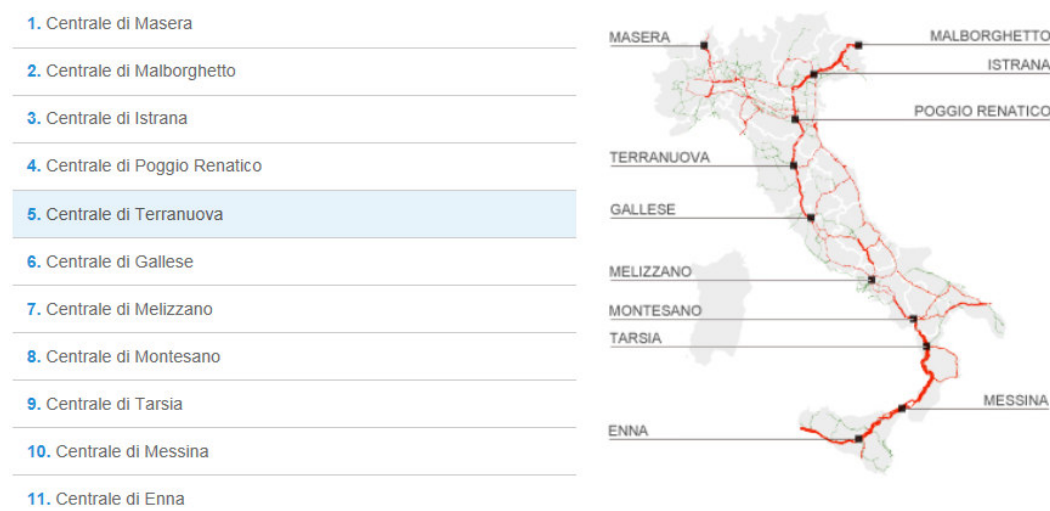 1. Centrale di Masera
2. Centrale di Malborghetto
3. Centrale di Istrana
4. Centrale di Poggio Renatico
5. Centrale di Terranuova
6. Centrale di Gallese
7. Centrale di Melizzano
8. Centrale di Montesano
9. Centrale di Tarsia
10. Centrale di Messina
11. Centrale di Enna
MASERA
MALBORGHETTO
ISTRANA
POGGIO RENATICO
TERRANUOVA
GALLESE
MELIZZANO
MONTESANO
TARSIA
MESSINA
ENNA